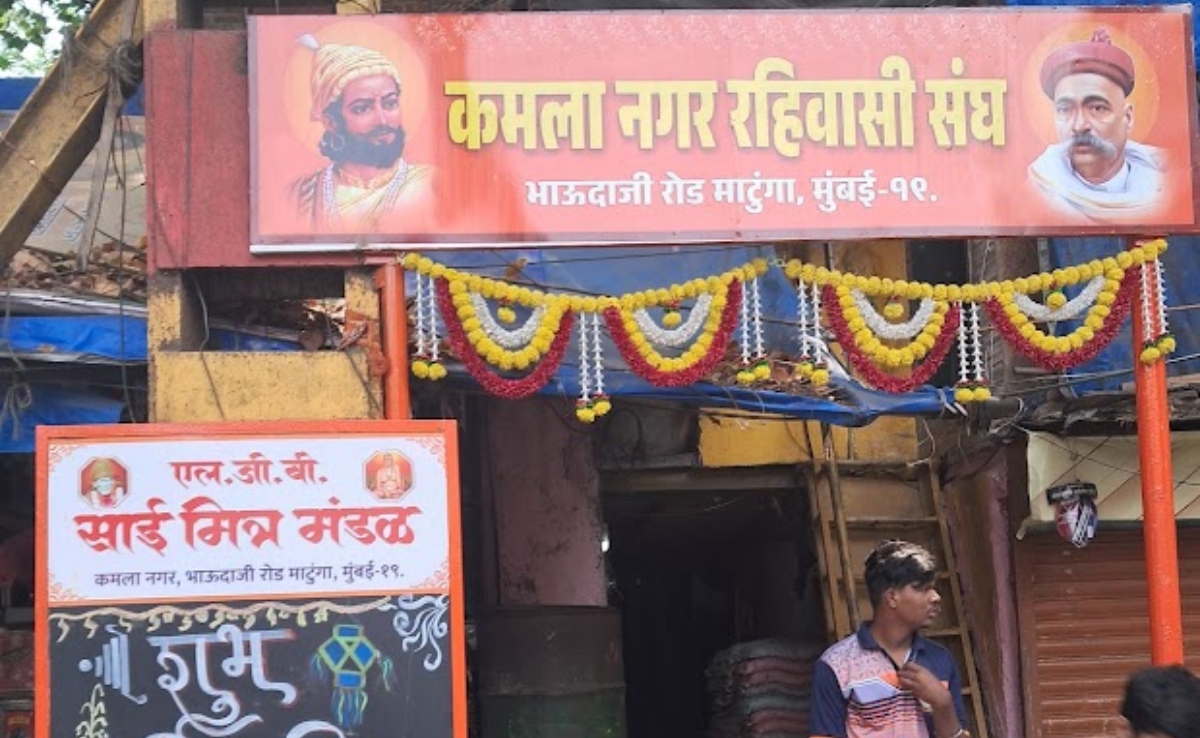 कमला नगर रहिवासी संघ
भाऊदाजी रोड माटुंगा, मुंबई-१९.
एल.जी.बी.
साई मित्र मंडळ
कमला नगर, भाऊदाजी रोड माटुंगा, मुंबई-१९.
शुभ